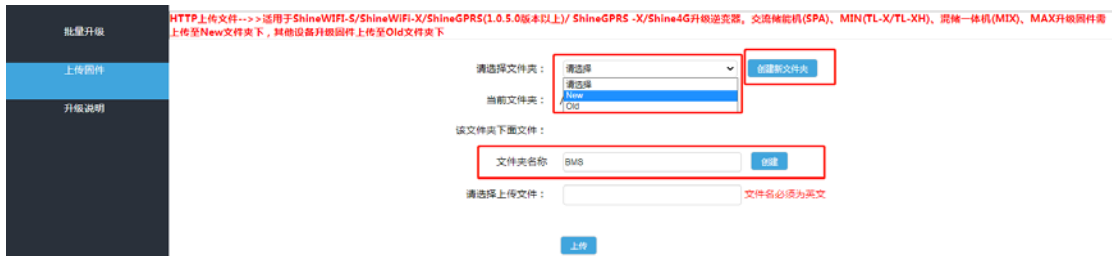 HTTP上传文件-->>适用于ShineWIFI-S/ShineWiFi-X/ShineGPRS(1.0.5.0版本以上)/ ShineGPRS -X/Shine4G升级逆变器。交流储能机(SPA)、MIN(TL-X/TL-XH)、混储一体机(MIX)、MAX升级固件需
上传至New文件夹下，其他设备升级固件上传至Old文件夹下
批量升级
上传固件
升级说明
请选择文件夹：
请选择
创建新文件夹
请选择
New
Old
当前文件夹：
该文件夹下面文件：
文件夹名称
BMS
创建
请选择上传文件：
文件名必须为英文
上传